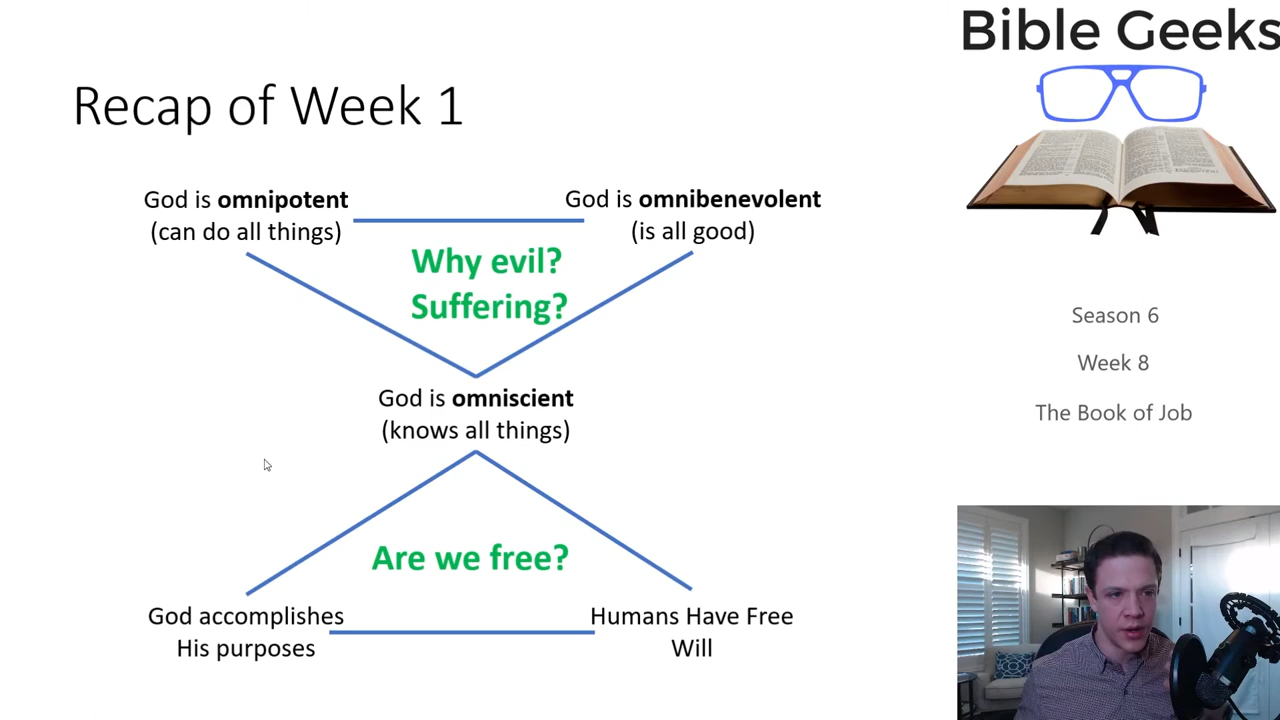 Bible Geeks
Recap of Week 1
God is omnipotent
(can do all things)
God is omnibenevolent
(is all good)
Why evil?
Suffering?
God is omniscient
(knows all things)
Are we free?
God accomplishes
His purposes
Humans Have Free
Will
Season 6
Week 8
The Book of Job